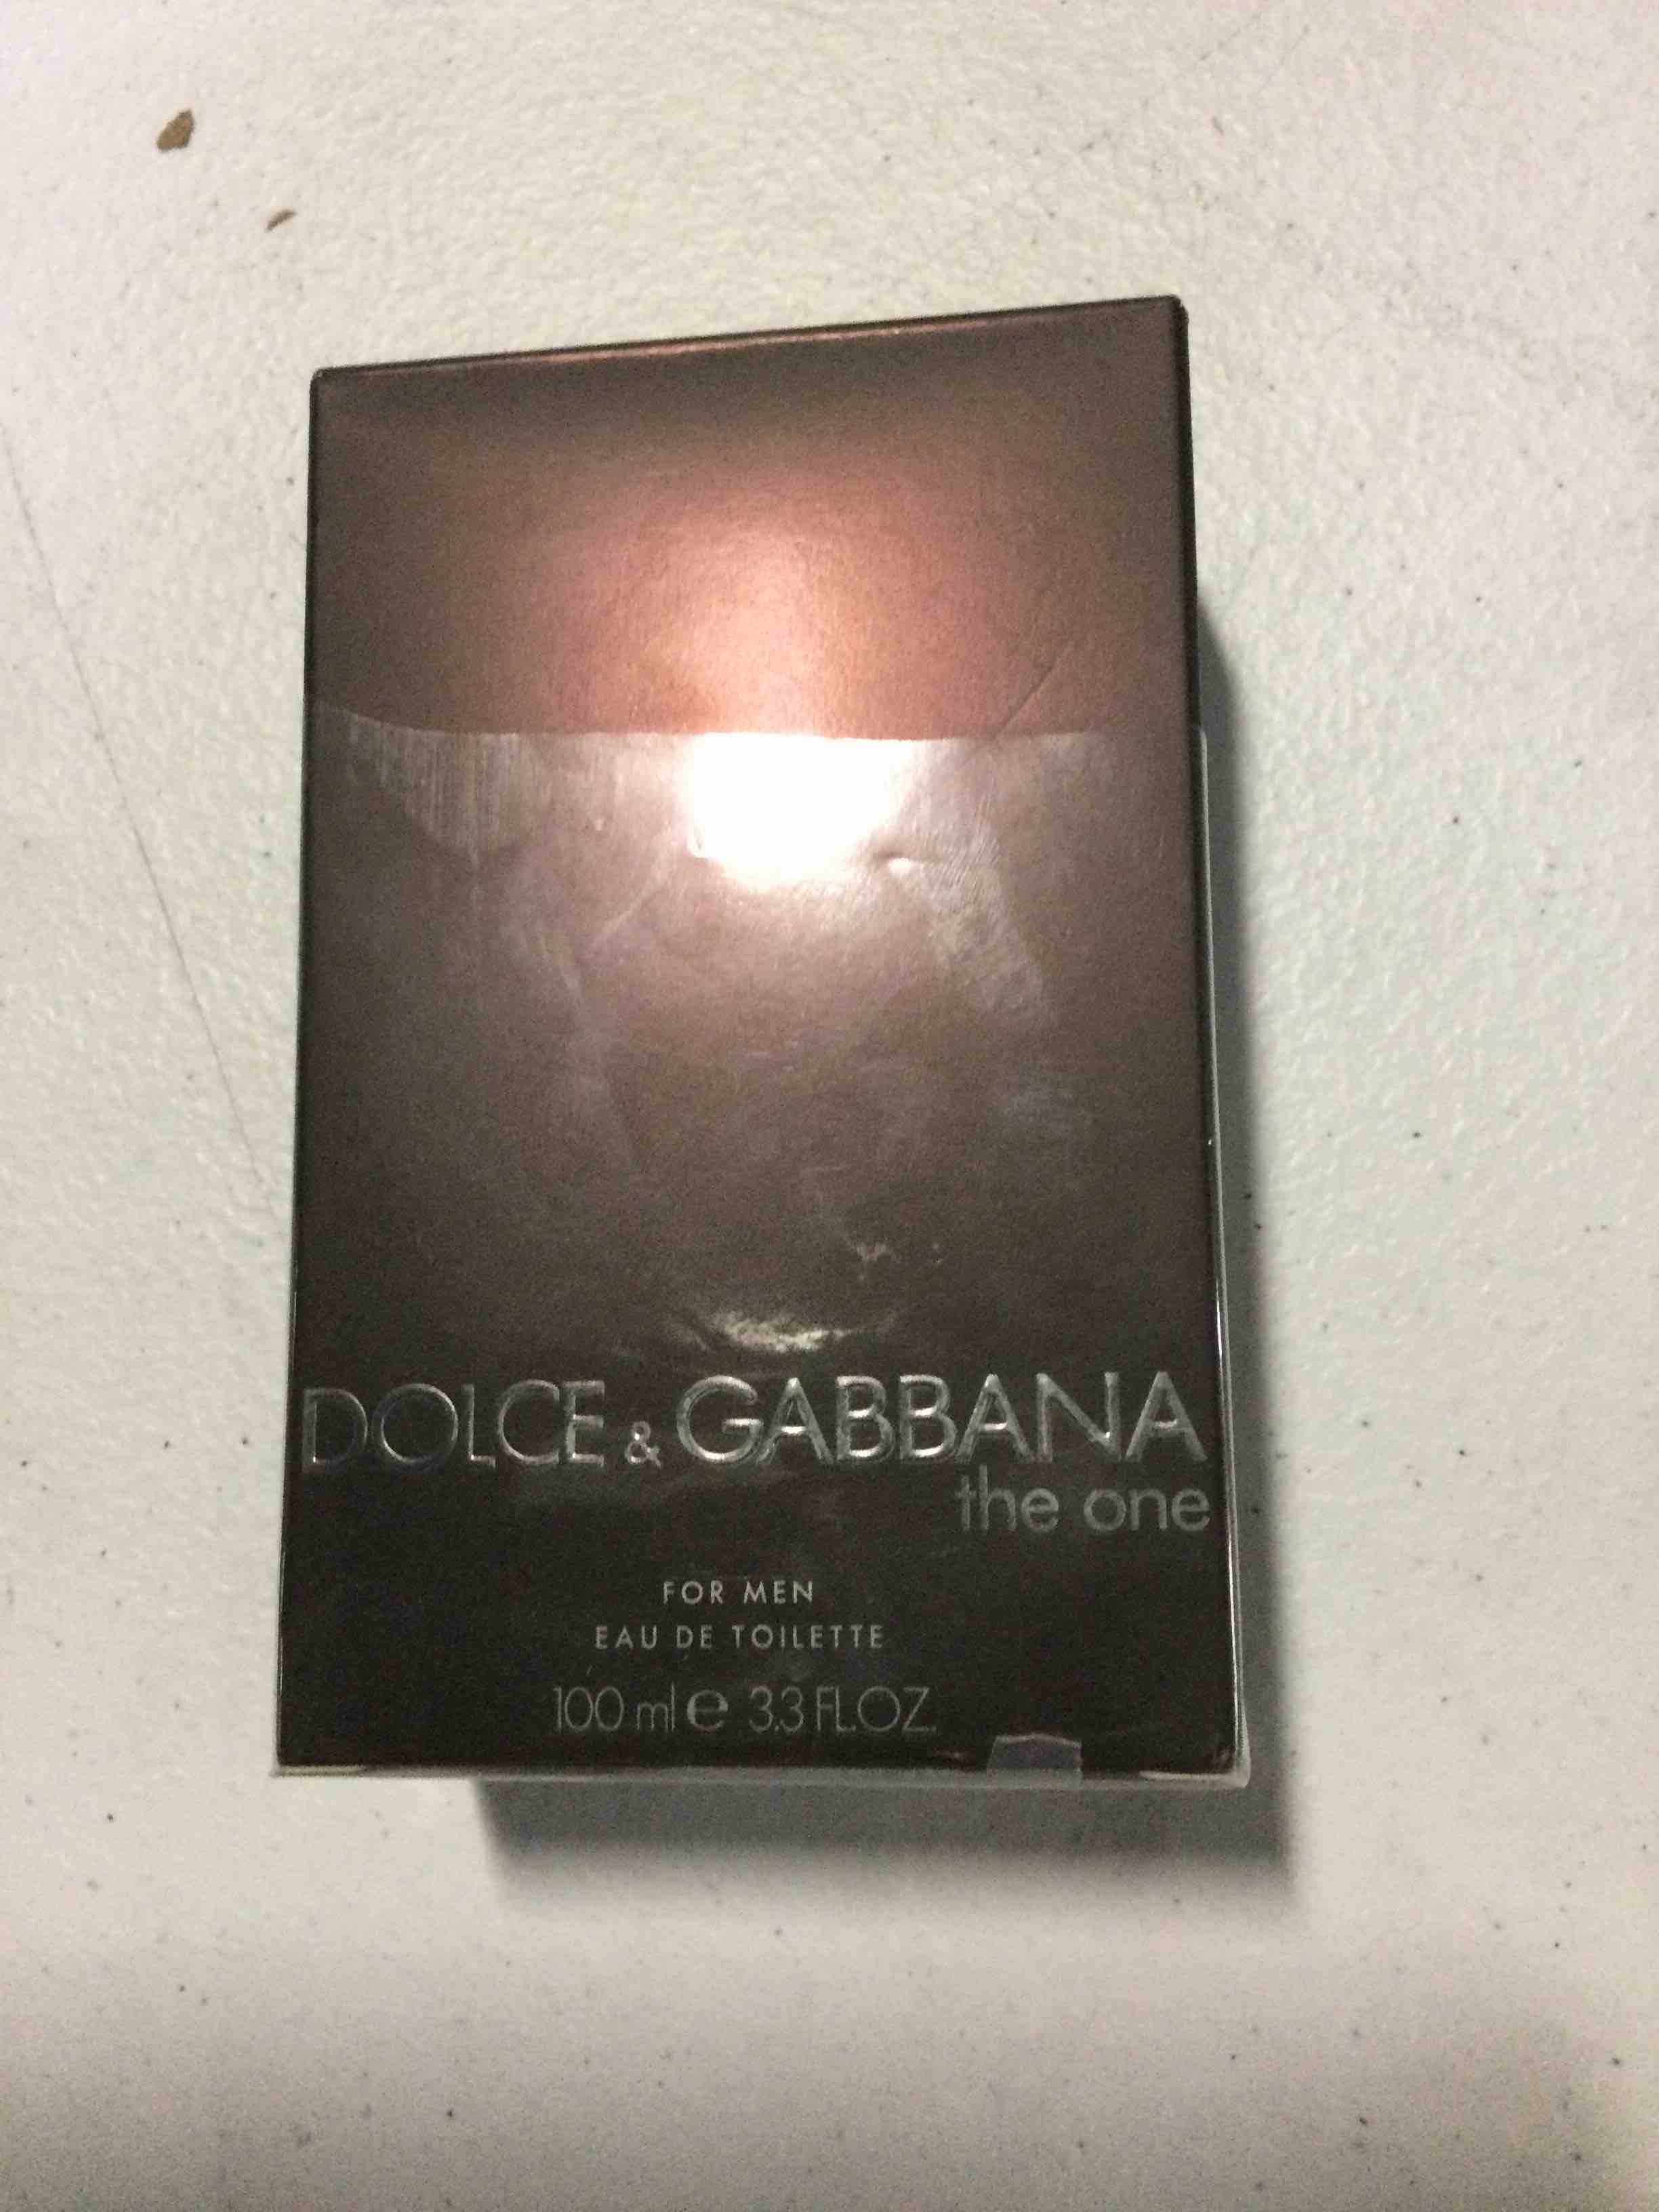 DOLCE & GABBANA
the one
FOR MEN
EAU DE TOILETTE
100 ml e 3.3 FL.OZ.